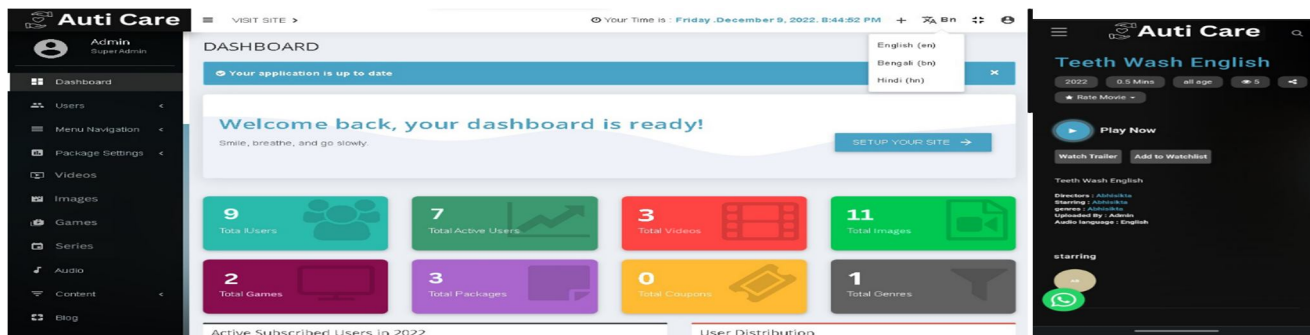 Auti Care
VISIT SITE >
Your Time is : Friday ,December 9, 2022, 8:44:52 PM
Bn
English (en)
Bengali (bn)
Hindi (hn)
Admin
Super Admin
Dashboard
Users
Menu Navigation
Package Settings
Videos
Images
Games
Series
Audio
Content
Blog
DASHBOARD
Your application is up to date
Welcome back, your dashboard is ready!
Smile, breathe, and go slowly.
SETUP YOUR SITE
9
Tota lUsers
7
Total Active Users
3
Total Videos
11
Total Images
2
Total Games
3
Total Packages
0
Total Coupons
1
Total Genres
Active Subscribed Users in 2022
User Distribution
Auti Care
Teeth Wash English
2022 0.5 Mins all age 5
Rate Movie
Play Now
Watch Trailer Add to Watchlist
Teeth Wash English
Directors : Abhisikta
Starring : Abhisikta
genres : Abhisikta
Uploaded By : Admin
Audio language : English
starring